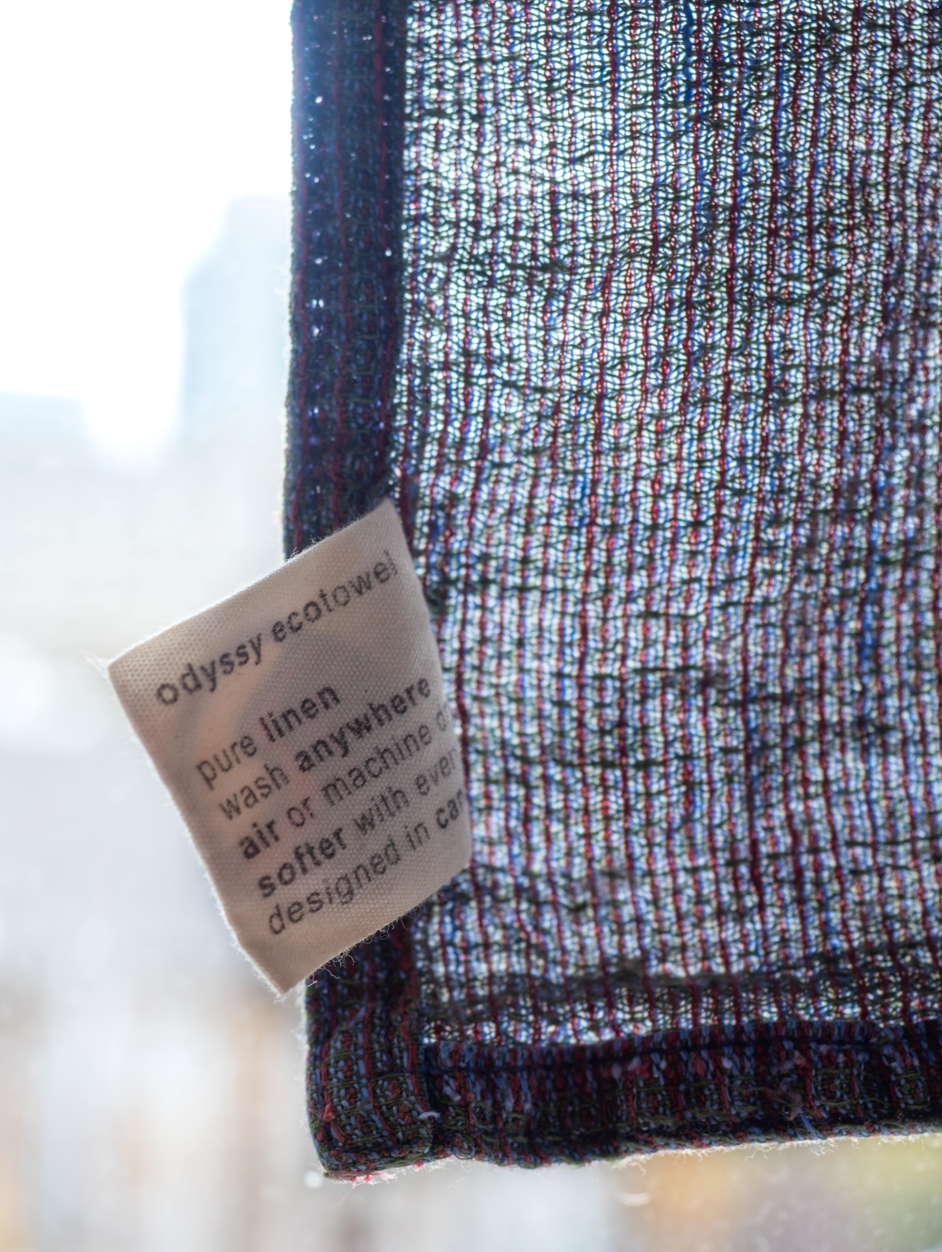 odyssy ecotowel
pure linen
wash anywhere
air or machine
softer with
designed in